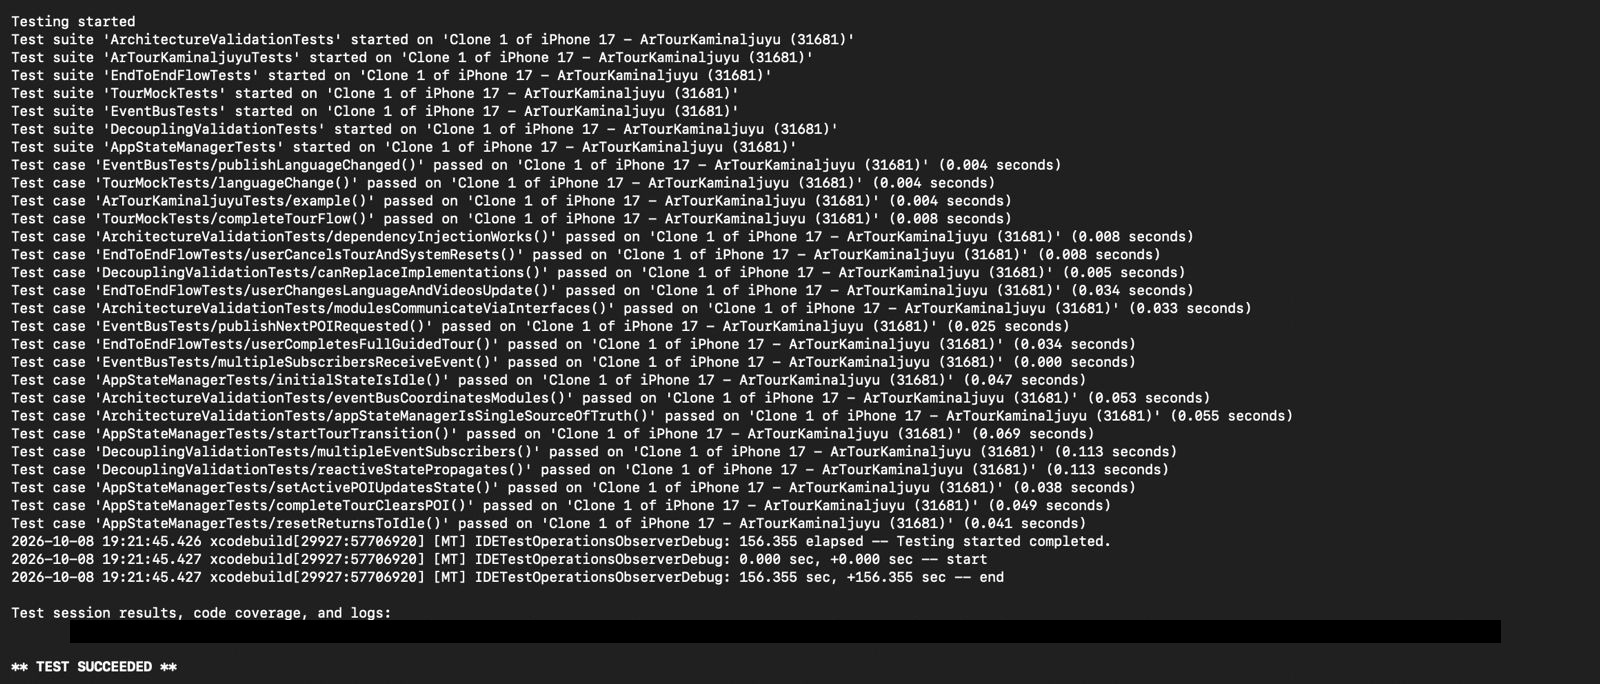 Testing started
Test suite 'ArchitectureValidationTests' started on 'Clone 1 of iPhone 17 - ArTourKaminaljuyu (31681)'
Test suite 'ArTourKaminaljuyuTests' started on 'Clone 1 of iPhone 17 - ArTourKaminaljuyu (31681)'
Test suite 'EndToEndFlowTests' started on 'Clone 1 of iPhone 17 - ArTourKaminaljuyu (31681)'
Test suite 'TourMockTests' started on 'Clone 1 of iPhone 17 - ArTourKaminaljuyu (31681)'
Test suite 'EventBusTests' started on 'Clone 1 of iPhone 17 - ArTourKaminaljuyu (31681)'
Test suite 'DecouplingValidationTests' started on 'Clone 1 of iPhone 17 - ArTourKaminaljuyu (31681)'
Test suite 'AppStateManagerTests' started on 'Clone 1 of iPhone 17 - ArTourKaminaljuyu (31681)'
Test case 'EventBusTests/publishLanguageChanged()' passed on 'Clone 1 of iPhone 17 - ArTourKaminaljuyu (31681)' (0.004 seconds)
Test case 'TourMockTests/languageChange()' passed on 'Clone 1 of iPhone 17 - ArTourKaminaljuyu (31681)' (0.004 seconds)
Test case 'ArTourKaminaljuyuTests/example()' passed on 'Clone 1 of iPhone 17 - ArTourKaminaljuyu (31681)' (0.004 seconds)
Test case 'TourMockTests/completeTourFlow()' passed on 'Clone 1 of iPhone 17 - ArTourKaminaljuyu (31681)' (0.008 seconds)
Test case 'ArchitectureValidationTests/dependencyInjectionWorks()' passed on 'Clone 1 of iPhone 17 - ArTourKaminaljuyu (31681)' (0.008 seconds)
Test case 'EndToEndFlowTests/userCancelsTourAndSystemResets()' passed on 'Clone 1 of iPhone 17 - ArTourKaminaljuyu (31681)' (0.008 seconds)
Test case 'DecouplingValidationTests/canReplaceImplementations()' passed on 'Clone 1 of iPhone 17 - ArTourKaminaljuyu (31681)' (0.005 seconds)
Test case 'EndToEndFlowTests/userChangesLanguageAndVideosUpdate()' passed on 'Clone 1 of iPhone 17 - ArTourKaminaljuyu (31681)' (0.034 seconds)
Test case 'ArchitectureValidationTests/modulesCommunicateViaInterfaces()' passed on 'Clone 1 of iPhone 17 - ArTourKaminaljuyu (31681)' (0.033 seconds)
Test case 'EventBusTests/publishNextPOIRequested()' passed on 'Clone 1 of iPhone 17 - ArTourKaminaljuyu (31681)' (0.025 seconds)
Test case 'EndToEndFlowTests/userCompletesFullGuidedTour()' passed on 'Clone 1 of iPhone 17 - ArTourKaminaljuyu (31681)' (0.034 seconds)
Test case 'EventBusTests/multipleSubscribersReceiveEvent()' passed on 'Clone 1 of iPhone 17 - ArTourKaminaljuyu (31681)' (0.000 seconds)
Test case 'AppStateManagerTests/initialStateIsIdle()' passed on 'Clone 1 of iPhone 17 - ArTourKaminaljuyu (31681)' (0.047 seconds)
Test case 'ArchitectureValidationTests/eventBusCoordinatesModules()' passed on 'Clone 1 of iPhone 17 - ArTourKaminaljuyu (31681)' (0.053 seconds)
Test case 'ArchitectureValidationTests/appStateManagerIsSingleSourceOfTruth()' passed on 'Clone 1 of iPhone 17 - ArTourKaminaljuyu (31681)' (0.055 seconds)
Test case 'AppStateManagerTests/startTourTransition()' passed on 'Clone 1 of iPhone 17 - ArTourKaminaljuyu (31681)' (0.069 seconds)
Test case 'DecouplingValidationTests/multipleEventSubscribers()' passed on 'Clone 1 of iPhone 17 - ArTourKaminaljuyu (31681)' (0.113 seconds)
Test case 'DecouplingValidationTests/reactiveStatePropagates()' passed on 'Clone 1 of iPhone 17 - ArTourKaminaljuyu (31681)' (0.113 seconds)
Test case 'AppStateManagerTests/setActivePOIUpdatesState()' passed on 'Clone 1 of iPhone 17 - ArTourKaminaljuyu (31681)' (0.038 seconds)
Test case 'AppStateManagerTests/completeTourClearsPOI()' passed on 'Clone 1 of iPhone 17 - ArTourKaminaljuyu (31681)' (0.049 seconds)
Test case 'AppStateManagerTests/resetReturnsToIdle()' passed on 'Clone 1 of iPhone 17 - ArTourKaminaljuyu (31681)' (0.041 seconds)
2026-10-08 19:21:45.426 xcodebuild[29927:57706920] [MT] IDETestOperationsObserverDebug: 156.355 elapsed -- Testing started completed.
2026-10-08 19:21:45.427 xcodebuild[29927:57706920] [MT] IDETestOperationsObserverDebug: 0.000 sec, +0.000 sec -- start
2026-10-08 19:21:45.427 xcodebuild[29927:57706920] [MT] IDETestOperationsObserverDebug: 156.355 sec, +156.355 sec -- end
Test session results, code coverage, and logs:
** TEST SUCCEEDED **